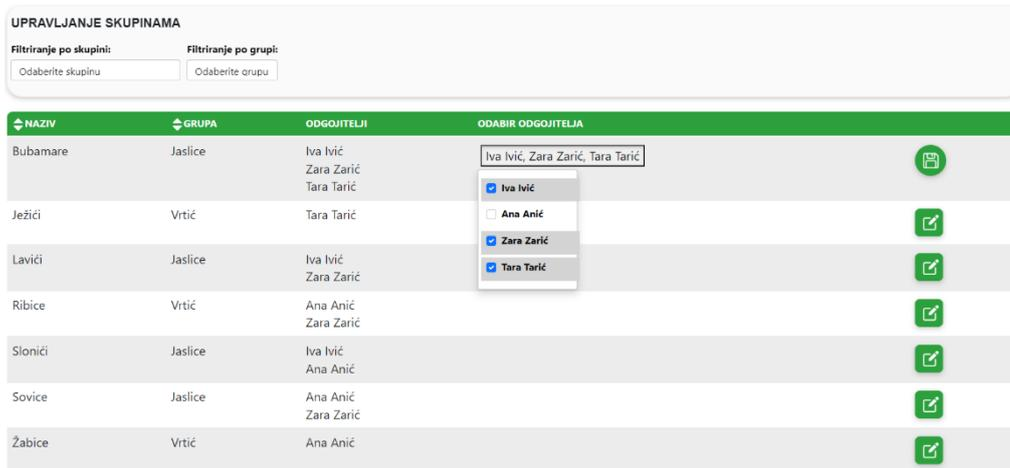 UPRAVLJANJE SKUPINAMA
Filtriranje po skupini: Filtriranje po grupi:
Odaberite skupinu Odaberite grupu
NAZIV GRUPA ODGOJITELJI ODABIR ODGOJITELJA
Bubamare Jaslice Iva Ivić Iva Ivić, Zara Zarić, Tara Tarić
Zara Zarić
Tara Tarić
Iva Ivić
Ana Anić
Zara Zarić
Tara Tarić
Ježići Vrtić Tara Tarić
Lavići Jaslice Iva Ivić
Zara Zarić
Ribice Vrtić Ana Anić
Zara Zarić
Slonići Jaslice Iva Ivić
Ana Anić
Sovice Jaslice Ana Anić
Zara Zarić
Žabice Vrtić Ana Anić